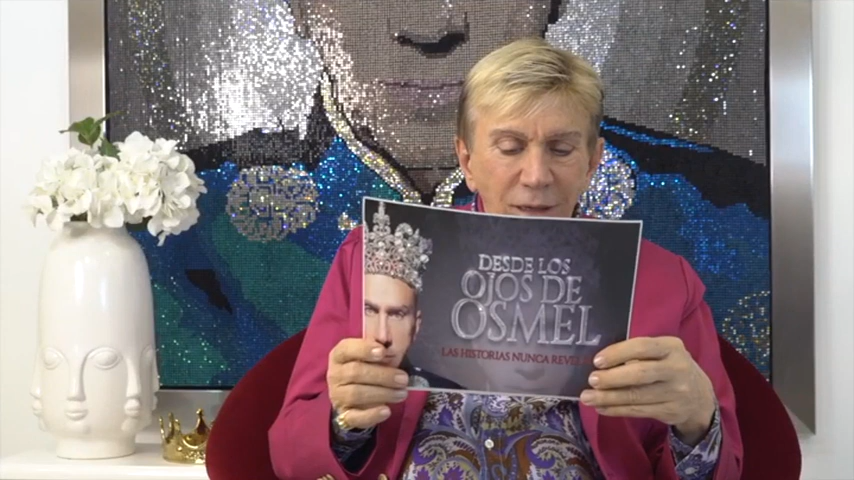 DESDE LOS
OJOS DE
OSMEL
LAS HISTORIAS NUNCA